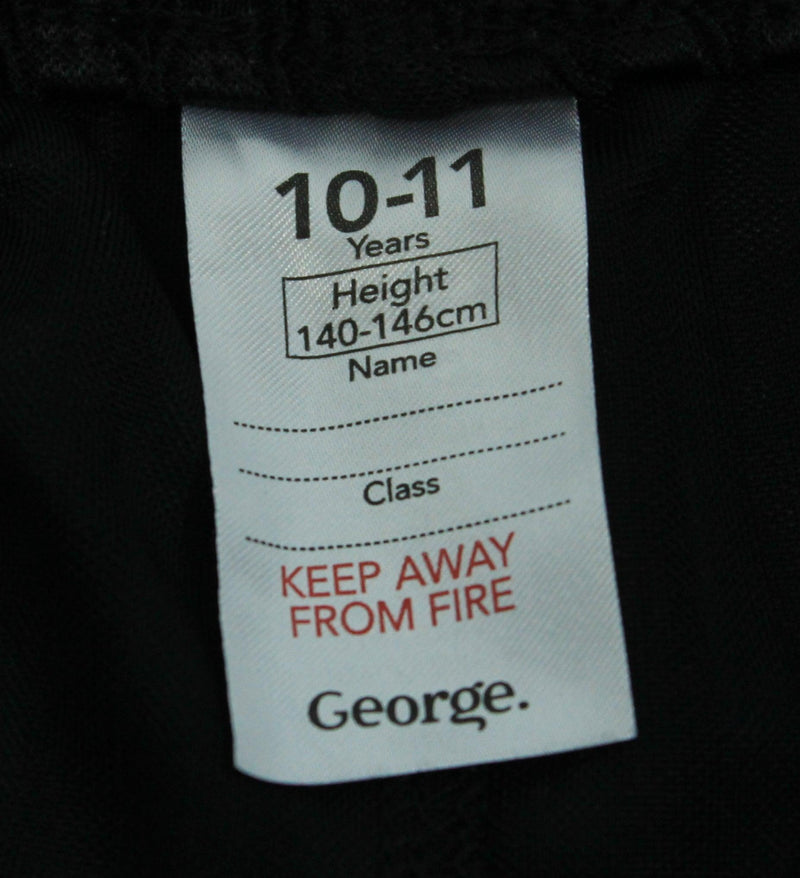 10-11
Years
Height
140-146cm
Name
Class
KEEP AWAY
FROM FIRE
George.